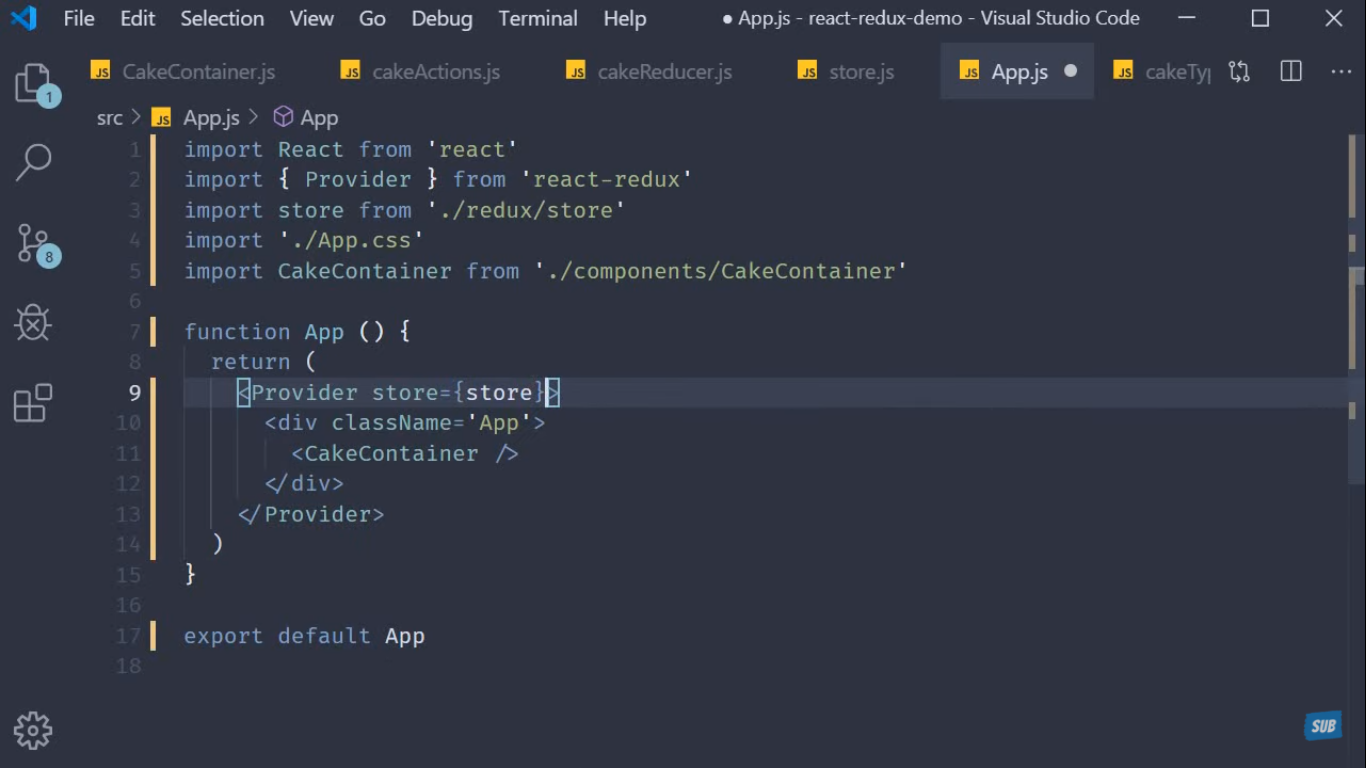 File Edit Selection View Go Debug Terminal Help ● App.js - react-redux-demo - Visual Studio Code
JS CakeContainer.js JS cakeActions.js JS cakeReducer.js JS store.js JS App.js ● JS cakeTyp
1
8
src > JS App.js > App
1 import React from 'react'
2 import { Provider } from 'react-redux'
3 import store from './redux/store'
4 import './App.css'
5 import CakeContainer from './components/CakeContainer'
6
7 function App () {
8 return (
9 <Provider store={store}>
10 <div className='App'>
11 <CakeContainer />
12 </div>
13 </Provider>
14 )
15 }
16
17 export default App
18
SUB